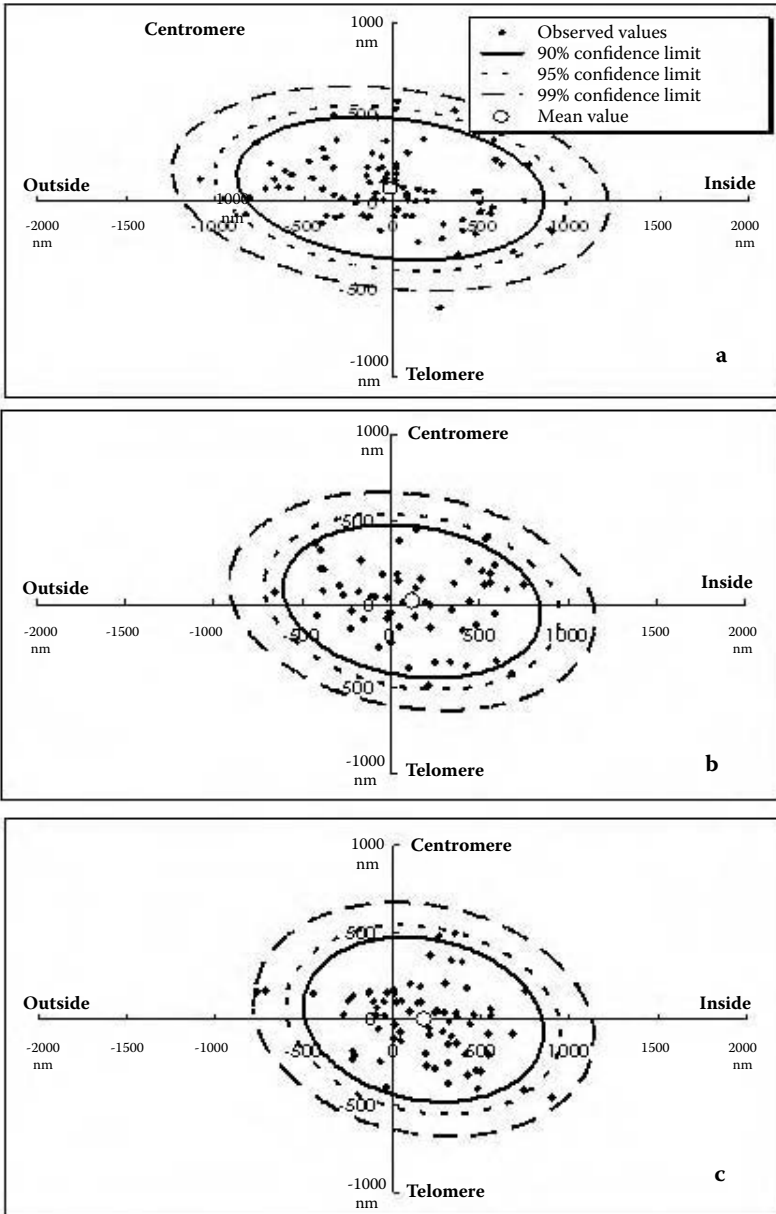 1000
nm
Centromere
Observed values
90% confidence limit
95% confidence limit
99% confidence limit
Mean value
500
Outside
Inside
1000
nm
0
-2000
nm
-1500
-1000
-500
0
500
1000
1500
2000
nm
-500
-1000
nm
Telomere
a
1000
nm
Centromere
500
Outside
Inside
0
-2000
nm
-1500
-1000
-500
0
500
1000
1500
2000
nm
-500
-1000
nm
Telomere
b
1000
nm
Centromere
500
Outside
Inside
0
-2000
nm
-1500
-1000
-500
0
500
1000
1500
2000
nm
-500
-1000
nm
Telomere
c